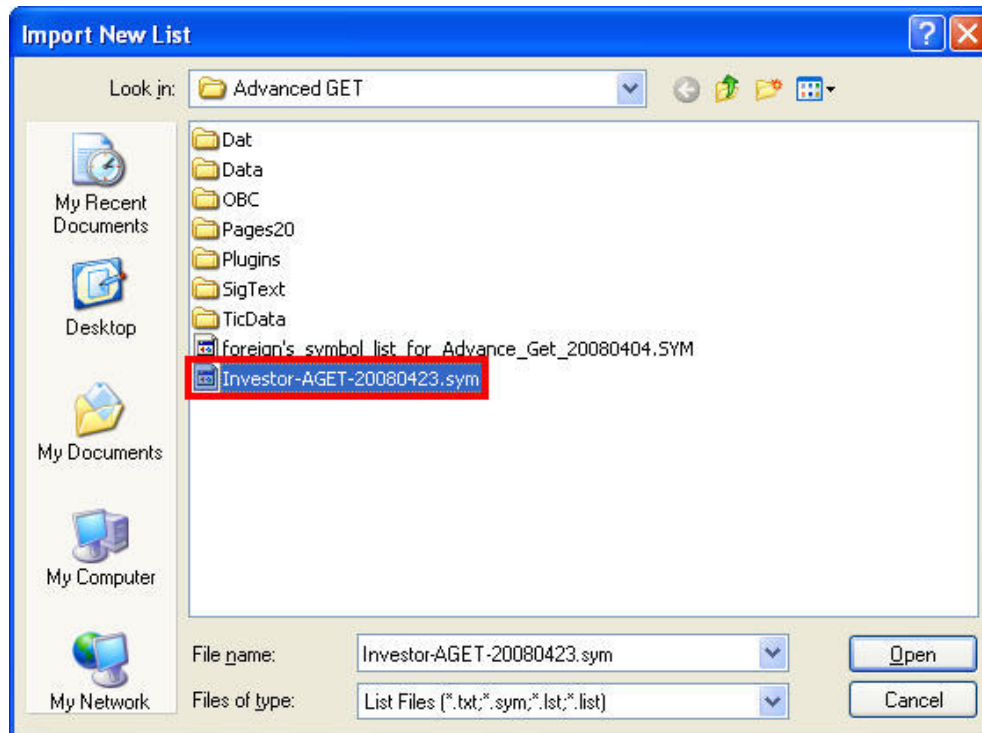 Import New List
Look in: Advanced GET
My Recent
Documents
Desktop
My Documents
My Computer
My Network
Dat
Data
OBC
Pages20
Plugins
SigText
TicData
foreign's_symbol_list_for_Advance_Get_20080404.SYM
Investor-AGET-20080423.sym
File name: Investor-AGET-20080423.sym Open
Files of type: List Files (*.txt;*.sym;*.lst;*.list) Cancel